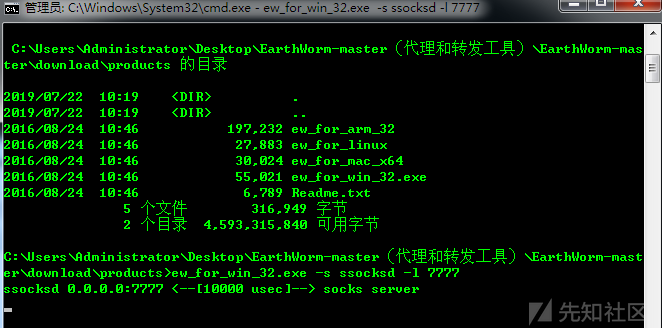 管理员: C:\Windows\System32\cmd.exe - ew_for_win_32.exe -s ssocksd -l 7777
C:\Users\Administrator\Desktop\EarthWorm-master（代理和转发工具）\EarthWorm-mas
ter\download\products 的目录
2019/07/22  10:19    <DIR>          .
2019/07/22  10:19    <DIR>          ..
2016/08/24  10:46           197,232 ew_for_arm_32
2016/08/24  10:46            27,883 ew_for_linux
2016/08/24  10:46            30,024 ew_for_mac_x64
2016/08/24  10:46            55,021 ew_for_win_32.exe
2016/08/24  10:46             6,789 Readme.txt
5 个文件        316,949 字节
2 个目录  4,593,315,840 可用字节
C:\Users\Administrator\Desktop\EarthWorm-master（代理和转发工具）\EarthWorm-mas
ter\download\products>ew_for_win_32.exe -s ssocksd -l 7777
ssocksd 0.0.0.0:7777 <--[10000 usec]--> socks server
先知社区